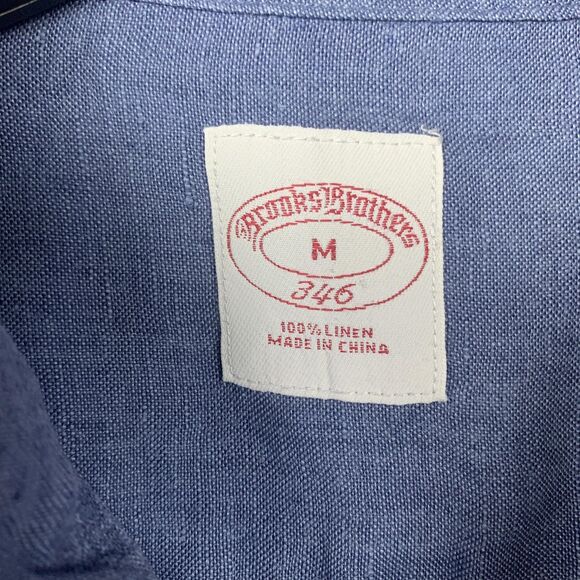 Brooks Brothers
M
346
100% LINEN
MADE IN CHINA